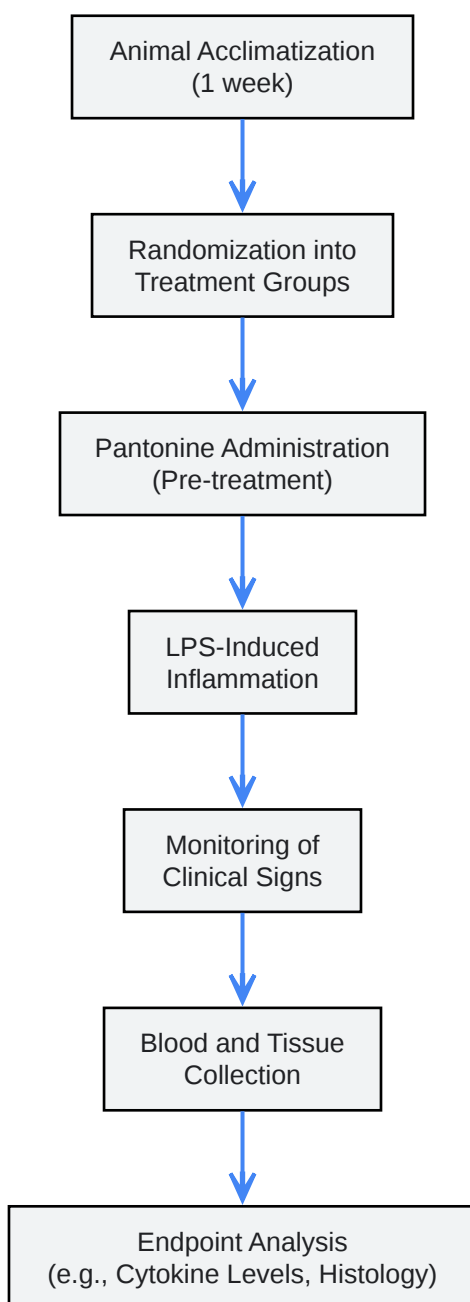 Animal Acclimatization
(1 week)
Randomization into
Treatment Groups
Pantonine Administration
(Pre-treatment)
LPS-Induced
Inflammation
Monitoring of
Clinical Signs
Blood and Tissue
Collection
Endpoint Analysis
(e.g., Cytokine Levels, Histology)